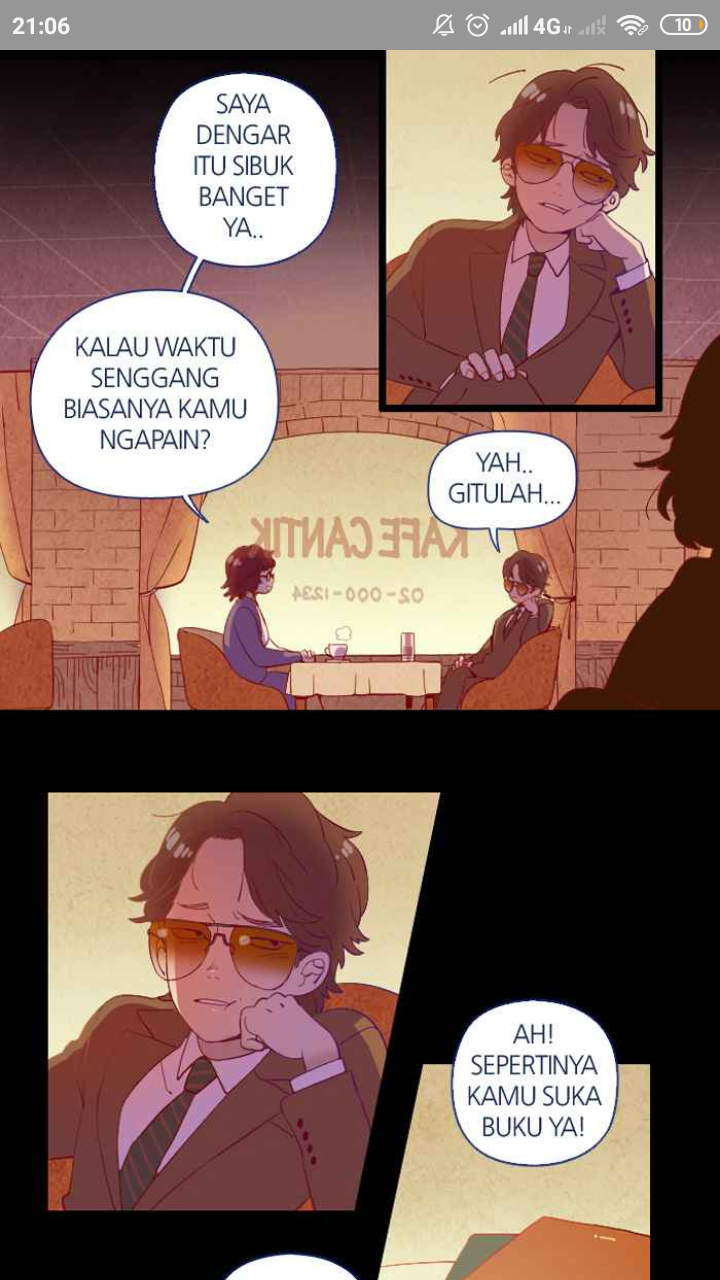 21:06
4G
10
SAYA
DENGAR
ITU SIBUK
BANGET
YA..
KALAU WAKTU
SENGGANG
BIASANYA KAMU
NGAPAIN?
YAH..
GITULAH...
KAFE CANTIK
02-000-1234
AH!
SEPERTINYA
KAMU SUKA
BUKU YA!